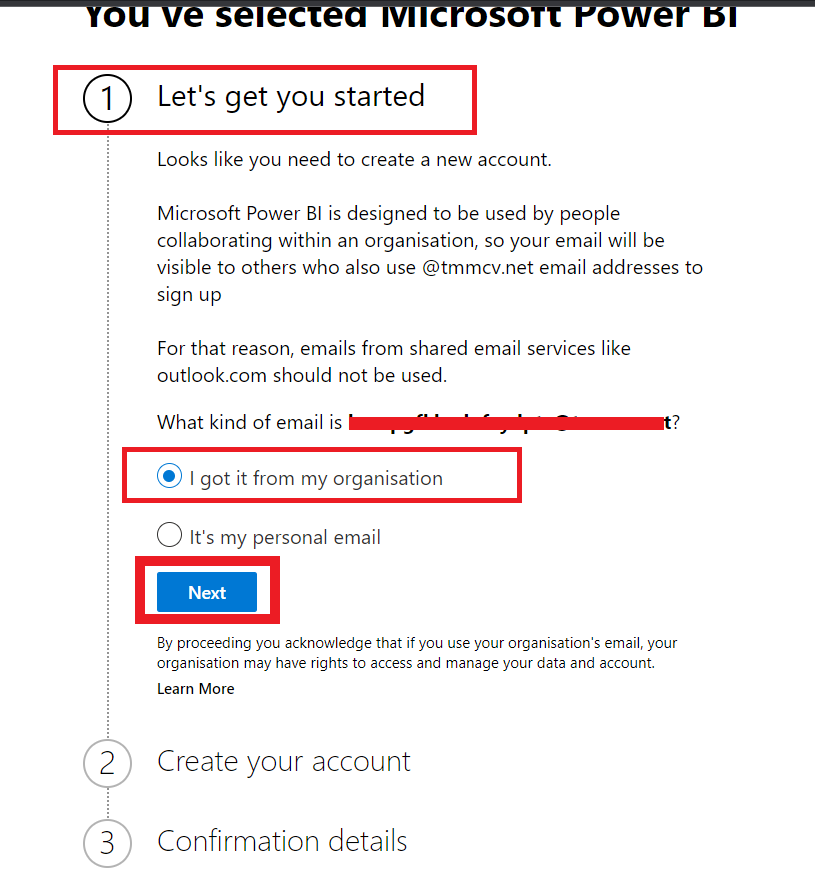 You've selected Microsoft Power BI
1
Let's get you started
Looks like you need to create a new account.
Microsoft Power BI is designed to be used by people
collaborating within an organisation, so your email will be
visible to others who also use @tmmcv.net email addresses to
sign up
For that reason, emails from shared email services like
outlook.com should not be used.
What kind of email is ?
I got it from my organisation
It's my personal email
Next
By proceeding you acknowledge that if you use your organisation's email, your
organisation may have rights to access and manage your data and account.
Learn More
2
Create your account
3
Confirmation details